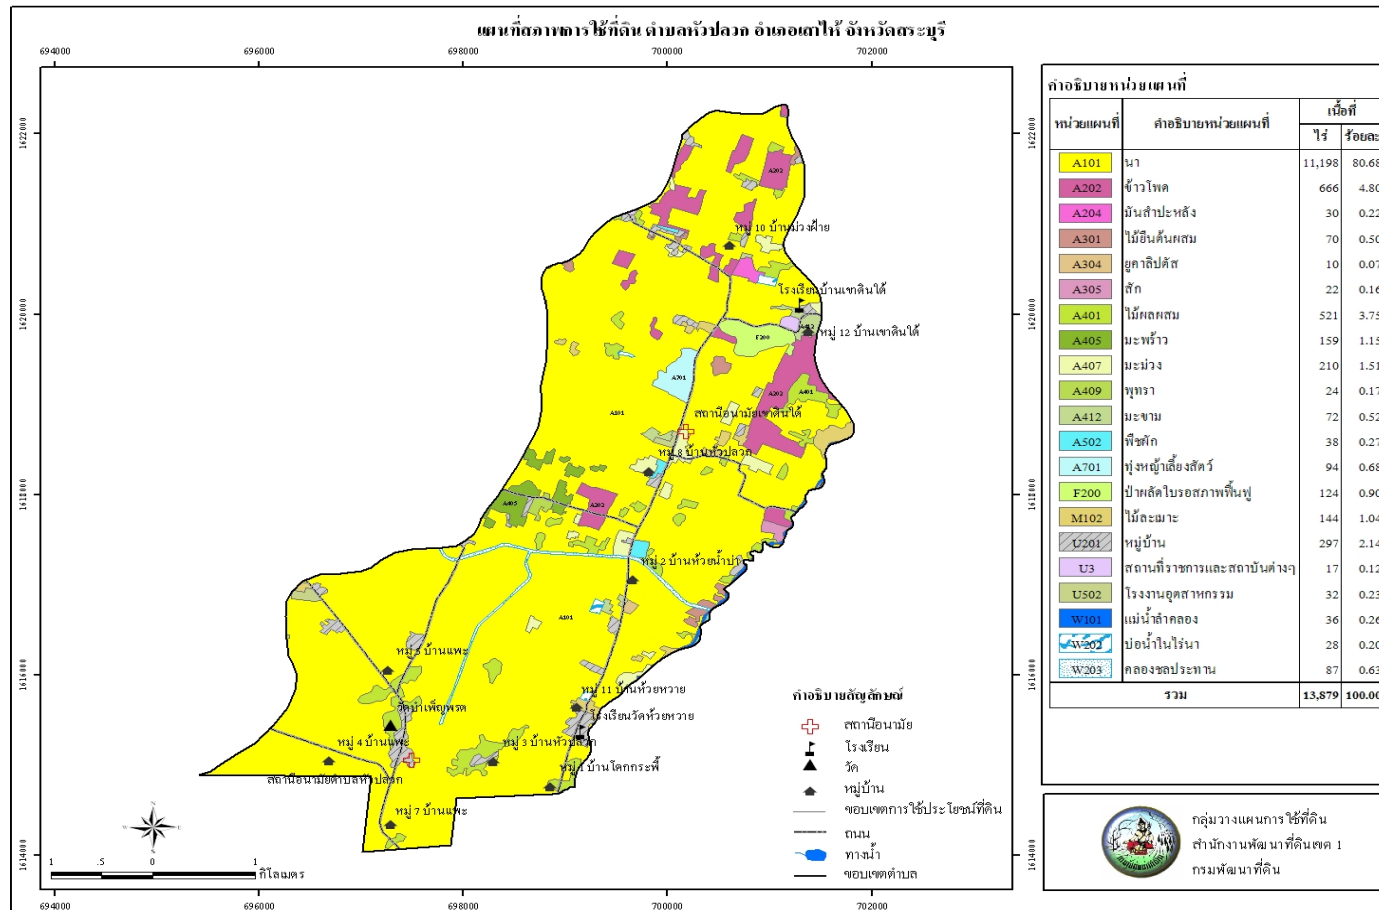 แผนที่สภาพการใช้ที่ดิน ตำบลหัวปลวก อำเภอเสาไห้ จังหวัดสระบุรี
694000 696000 698000 700000 702000
1622000 1622000
1620000 1620000
1618000 1618000
1616000 1616000
1614000 1614000
A202
หมู่ 10 บ้านม่วงฝ้าย
โรงเรียนบ้านเขาดินใต้
A412
หมู่ 12 บ้านเขาดินใต้
F200
A701
A202
A401
A101
สถานีอนามัยเขาดินใต้
หมู่ 8 บ้านหัวปลวก
A405
A202
หมู่ 2 บ้านห้วยน้ำบ่า
A101
หมู่ 5 บ้านแพะ
หมู่ 11 บ้านห้วยหวาย
วัดบำเพ็ญพรต
โรงเรียนวัดห้วยหวาย
หมู่ 4 บ้านแพะ
หมู่ 3 บ้านหัวปลวก
สถานีอนามัยตำบลหัวปลวก
หมู่ 1 บ้านโคกกระพี้
หมู่ 7 บ้านแพะ
N
W E
S
1 .5 0 1
กิโลเมตร
694000 696000 698000 700000 702000
คำอธิบายสัญลักษณ์
สถานีอนามัย
โรงเรียน
วัด
หมู่บ้าน
ขอบเขตการใช้ประโยชน์ที่ดิน
ถนน
ทางน้ำ
ขอบเขตตำบล
คำอธิบายหน่วยแผนที่
หน่วยแผนที่ คำอธิบายหน่วยแผนที่ เนื้อที่
ไร่ ร้อยละ
A101 นา 11,198 80.68
A202 ข้าวโพด 666 4.80
A204 มันสำปะหลัง 30 0.22
A301 ไม้ยืนต้นผสม 70 0.50
A304 ยูคาลิปตัส 10 0.07
A305 สัก 22 0.16
A401 ไม้ผลผสม 521 3.75
A405 มะพร้าว 159 1.15
A407 มะม่วง 210 1.51
A409 พุทรา 24 0.17
A412 มะขาม 72 0.52
A502 พืชผัก 38 0.27
A701 ทุ่งหญ้าเลี้ยงสัตว์ 94 0.68
F200 ป่าผลัดใบรอสภาพฟื้นฟู 124 0.90
M102 ไม้ละเมาะ 144 1.04
U201 หมู่บ้าน 297 2.14
U3 สถานที่ราชการและสถาบันต่างๆ 17 0.12
U502 โรงงานอุตสาหกรรม 32 0.23
W101 แม่น้ำลำคลอง 36 0.26
W202 บ่อน้ำในไร่นา 28 0.20
W203 คลองชลประทาน 87 0.63
รวม 13,879 100.00
กลุ่มวางแผนการใช้ที่ดิน
สำนักงานพัฒนาที่ดินเขต 1
กรมพัฒนาที่ดิน